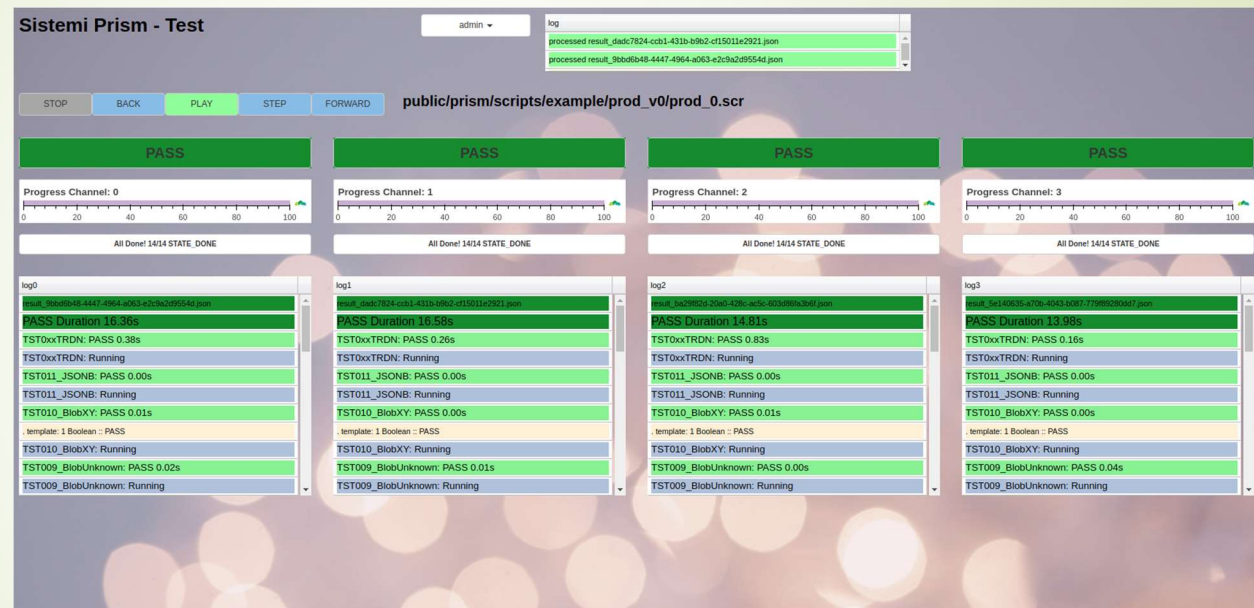 Sistemi Prism - Test
admin
log
processed result_dadc7824-ccb1-431b-b9b2-cf15011e2921.json
processed result_9bbd6b48-4447-4964-a063-e2c9a2d9554d.json
STOP BACK PLAY STEP FORWARD public/prism/scripts/example/prod_v0/prod_0.scr
PASS PASS PASS PASS
Progress Channel: 0 Progress Channel: 1 Progress Channel: 2 Progress Channel: 3
0 20 40 60 80 100 0 20 40 60 80 100 0 20 40 60 80 100 0 20 40 60 80 100
All Done! 14/14 STATE_DONE All Done! 14/14 STATE_DONE All Done! 14/14 STATE_DONE All Done! 14/14 STATE_DONE
log0
result_9bbd6b48-4447-4964-a063-e2c9a2d9554d.json
PASS Duration 16.36s
TST0xxTRDN: PASS 0.38s
TST0xxTRDN: Running
TST011_JSONB: PASS 0.00s
TST011_JSONB: Running
TST010_BlobXY: PASS 0.01s
. template: 1 Boolean :: PASS
TST010_BlobXY: Running
TST009_BlobUnknown: PASS 0.02s
TST009_BlobUnknown: Running
log1
result_dadc7824-ccb1-431b-b9b2-cf15011e2921.json
PASS Duration 16.58s
TST0xxTRDN: PASS 0.26s
TST0xxTRDN: Running
TST011_JSONB: PASS 0.00s
TST011_JSONB: Running
TST010_BlobXY: PASS 0.00s
. template: 1 Boolean :: PASS
TST010_BlobXY: Running
TST009_BlobUnknown: PASS 0.01s
TST009_BlobUnknown: Running
log2
result_ba29f82d-20a0-428c-ac5c-603d86fa3b6f.json
PASS Duration 14.81s
TST0xxTRDN: PASS 0.83s
TST0xxTRDN: Running
TST011_JSONB: PASS 0.00s
TST011_JSONB: Running
TST010_BlobXY: PASS 0.01s
. template: 1 Boolean :: PASS
TST010_BlobXY: Running
TST009_BlobUnknown: PASS 0.00s
TST009_BlobUnknown: Running
log3
result_5e140635-a70b-4043-b087-779f89280dd7.json
PASS Duration 13.98s
TST0xxTRDN: PASS 0.16s
TST0xxTRDN: Running
TST011_JSONB: PASS 0.00s
TST011_JSONB: Running
TST010_BlobXY: PASS 0.00s
. template: 1 Boolean :: PASS
TST010_BlobXY: Running
TST009_BlobUnknown: PASS 0.04s
TST009_BlobUnknown: Running